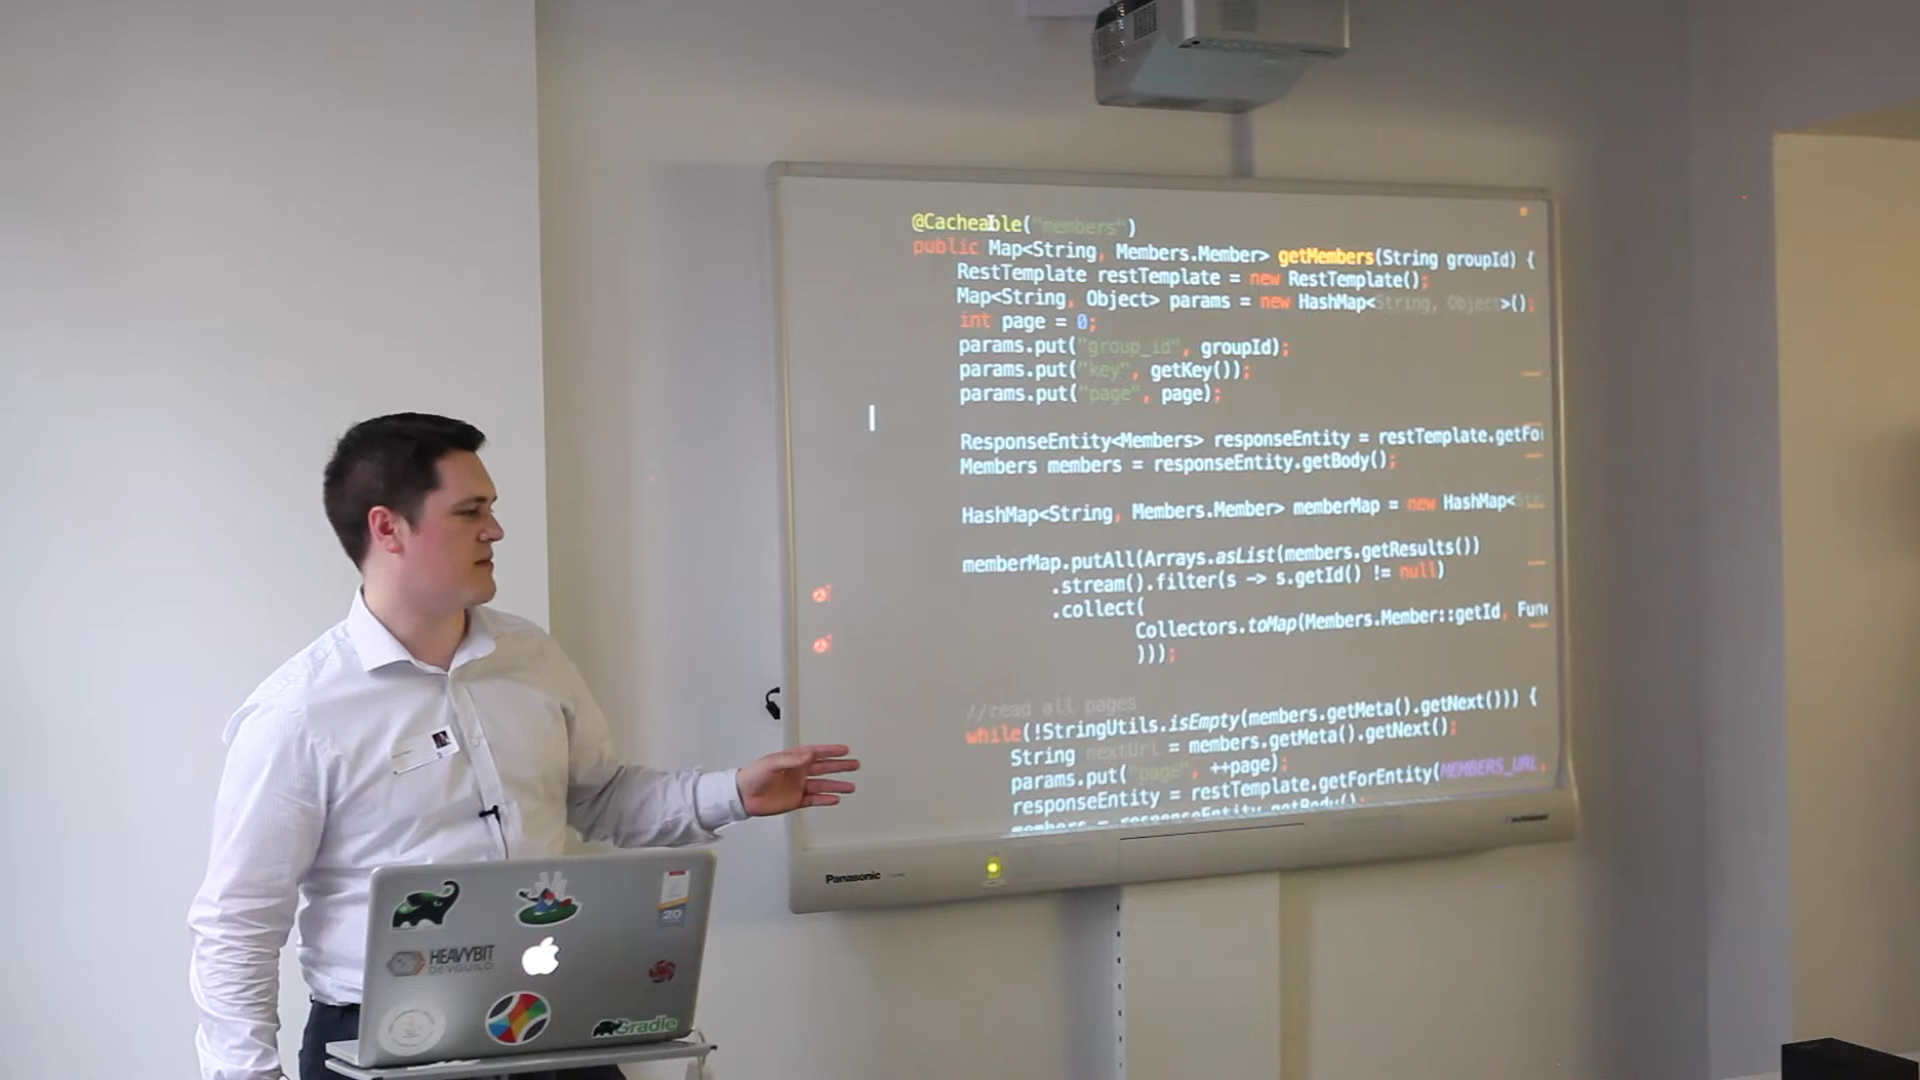 @Cacheable("members")
public Map<String, Members.Member> getMembers(String groupId) {
RestTemplate restTemplate = new RestTemplate();
Map<String, Object> params = new HashMap<String, Object>();
int page = 0;
params.put("group_id", groupId);
params.put("key", getKey());
params.put("page", page);
ResponseEntity<Members> responseEntity = restTemplate.getFo
Members members = responseEntity.getBody();
HashMap<String, Members.Member> memberMap = new HashMap<
memberMap.putAll(Arrays.asList(members.getResults())
.stream().filter(s -> s.getId() != null)
.collect(
Collectors.toMap(Members.Member::getId, Fun
)));
//read all pages
while(!StringUtils.isEmpty(members.getMeta().getNext())) {
String nextUrl = members.getMeta().getNext();
params.put("page", ++page);
responseEntity = restTemplate.getForEntity(MEMBERS_URL,
members = responseEntity.getBody();
Panasonic
20
HEAVYBIT
DEVGUILD
Gradle